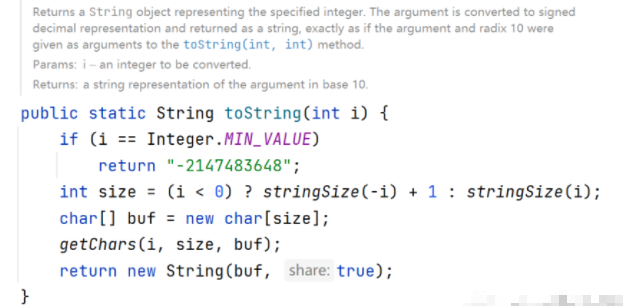 Returns a String object representing the specified integer. The argument is converted to signed
decimal representation and returned as a string, exactly as if the argument and radix 10 were
given as arguments to the toString(int, int) method.
Params: i – an integer to be converted.
Returns: a string representation of the argument in base 10.
public static String toString(int i) {
if (i == Integer.MIN_VALUE)
return "-2147483648";
int size = (i < 0) ? stringSize(-i) + 1 : stringSize(i);
char[] buf = new char[size];
getChars(i, size, buf);
return new String(buf, share: true);
}